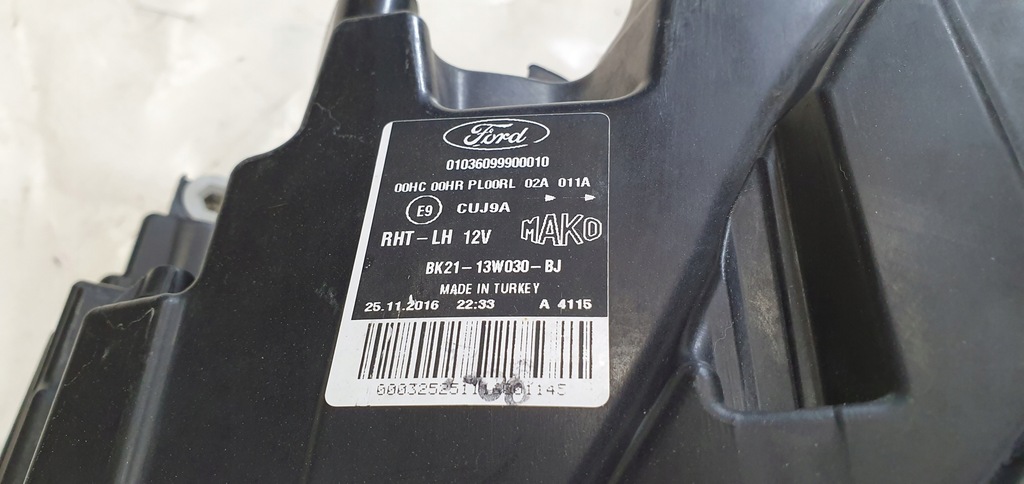 Ford
01036099900010
00HC 00HR PL00RL 02A 011A
E9 CUJ9A
MAKO
RHT-LH 12V
BK21-13W030-BJ
MADE IN TURKEY
25.11.2016 22:33 A 4115